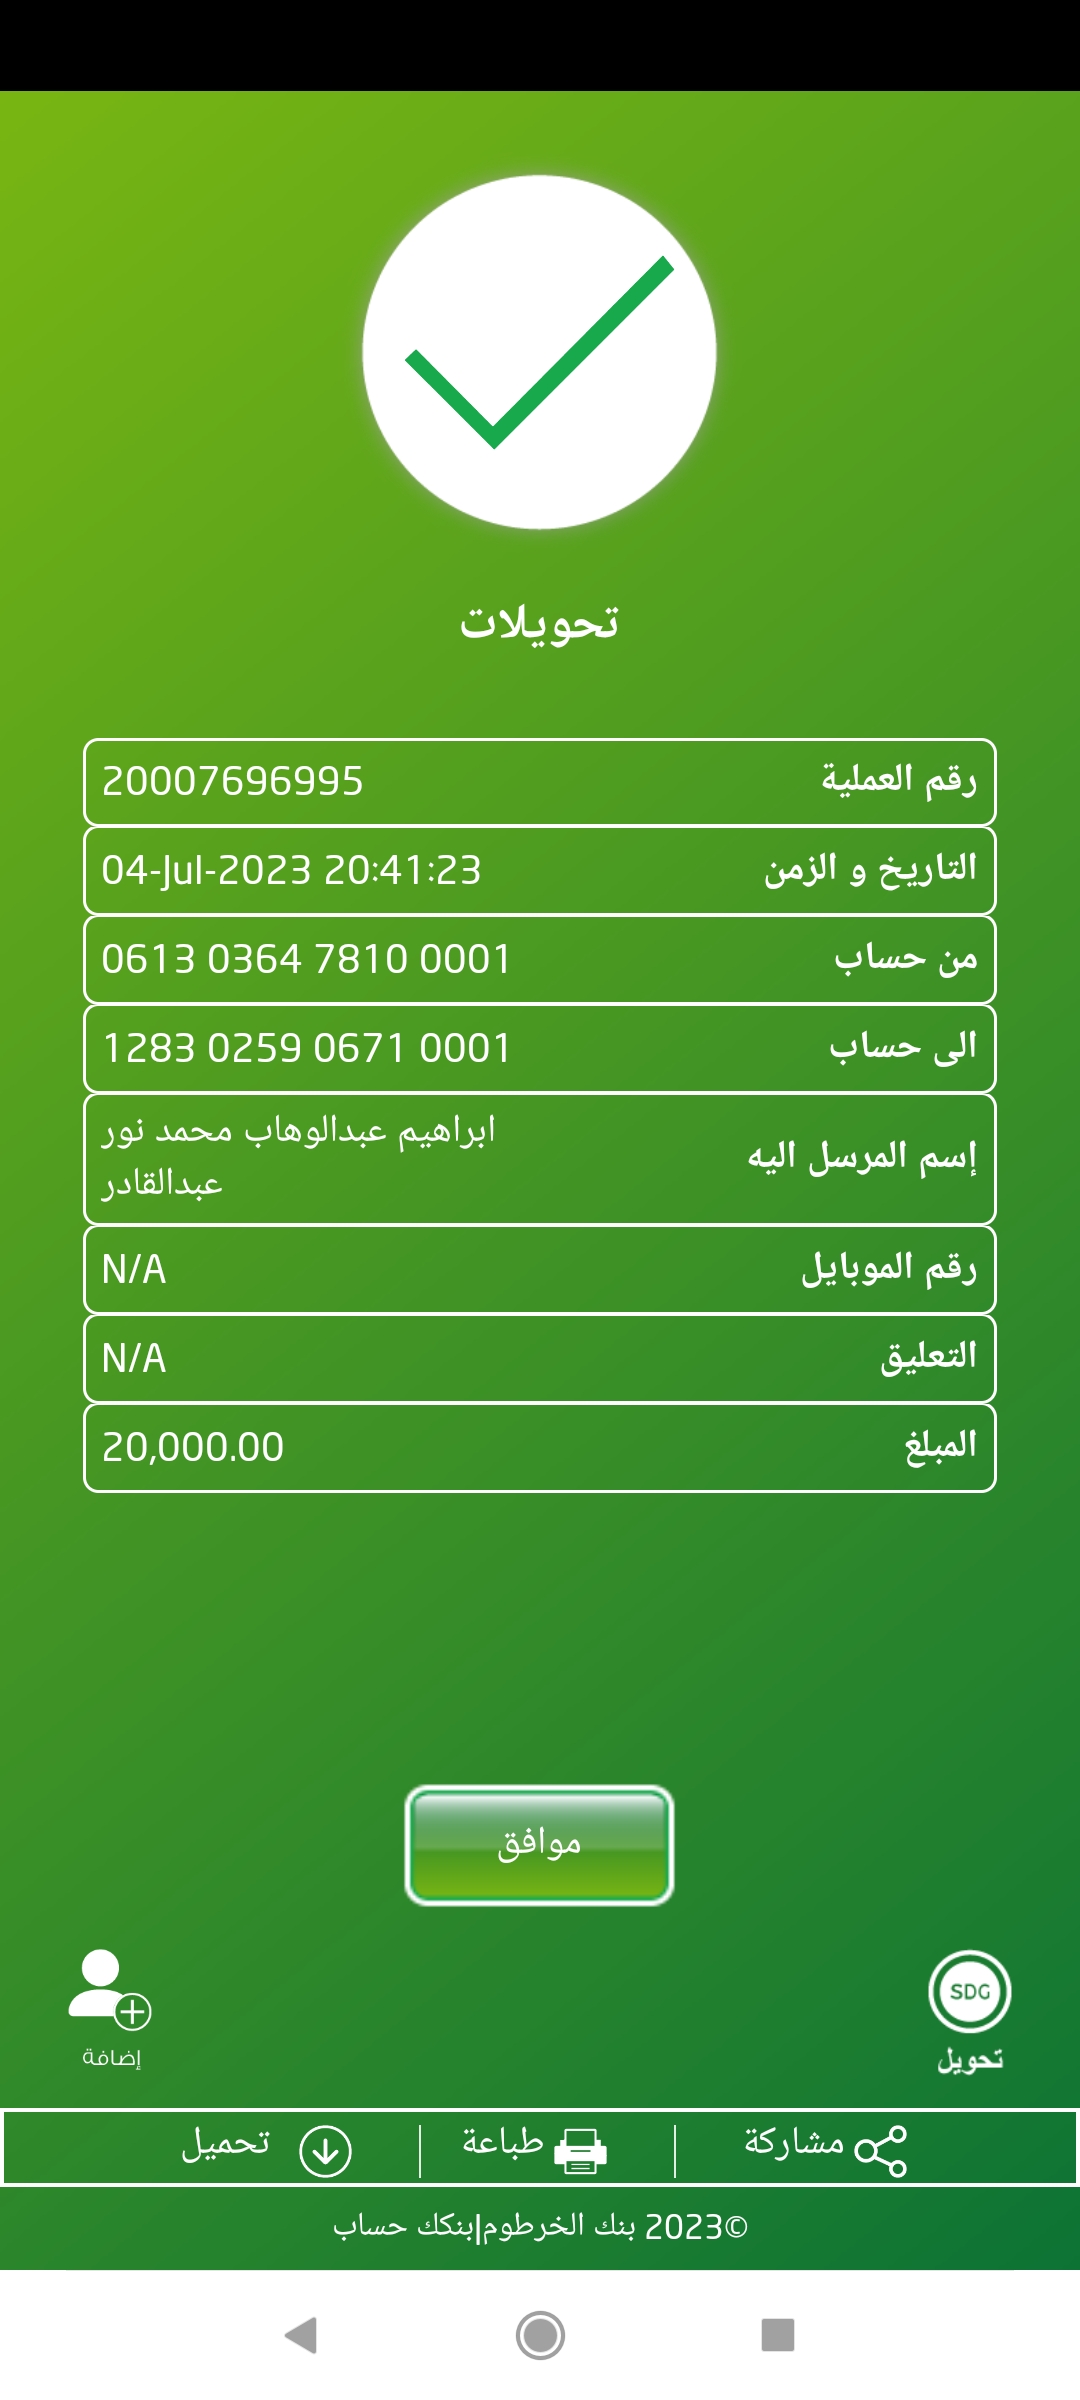 تحويلات
رقم العملية 20007696995
التاريخ و الزمن 04-Jul-2023 20:41:23
من حساب 0613 0364 7810 0001
الى حساب 1283 0259 0671 0001
إسم المرسل اليه ابراهيم عبدالوهاب محمد نور
عبدالقادر
رقم الموبايل N/A
التعليق N/A
المبلغ 20,000.00
موافق
SDG
تحويل
إضافة
مشاركة
طباعة
تحميل
©2023 بنك الخرطوم|بنكك حساب